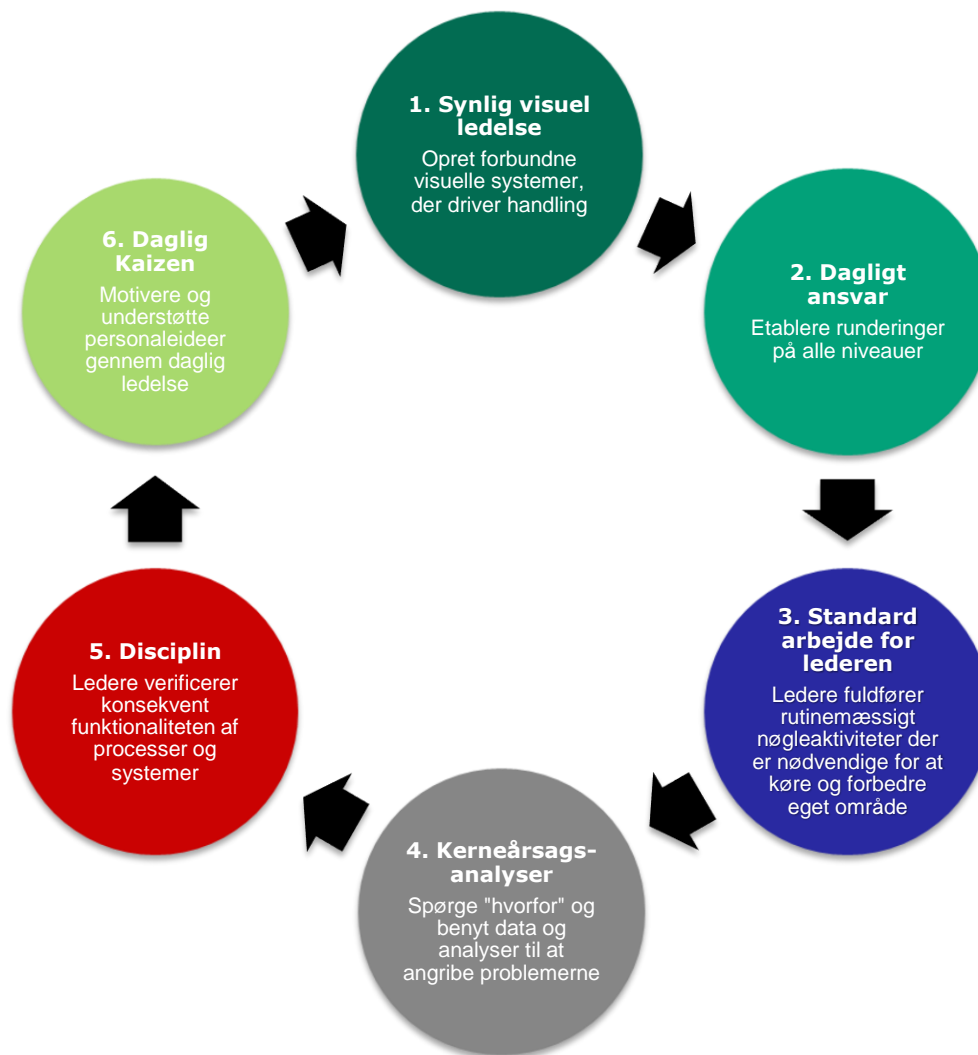 1. Synlig visuel
ledelse
Opret forbundne
visuelle systemer,
der driver handling
2. Dagligt
ansvar
Etablere runderinger
på alle niveauer
3. Standard
arbejde for
lederen
Ledere fuldfører
rutinemæssigt
nøgleaktiviteter der
er nødvendige for at
køre og forbedre
eget område
4. Kerneårsags-
analyser
Spørge "hvorfor" og
benyt data og
analyser til at
angribe problemerne
5. Disciplin
Ledere verificerer
konsekvent
funktionaliteten af
processer og
systemer
6. Daglig
Kaizen
Motivere og
understøtte
personaleideer
gennem daglig
ledelse